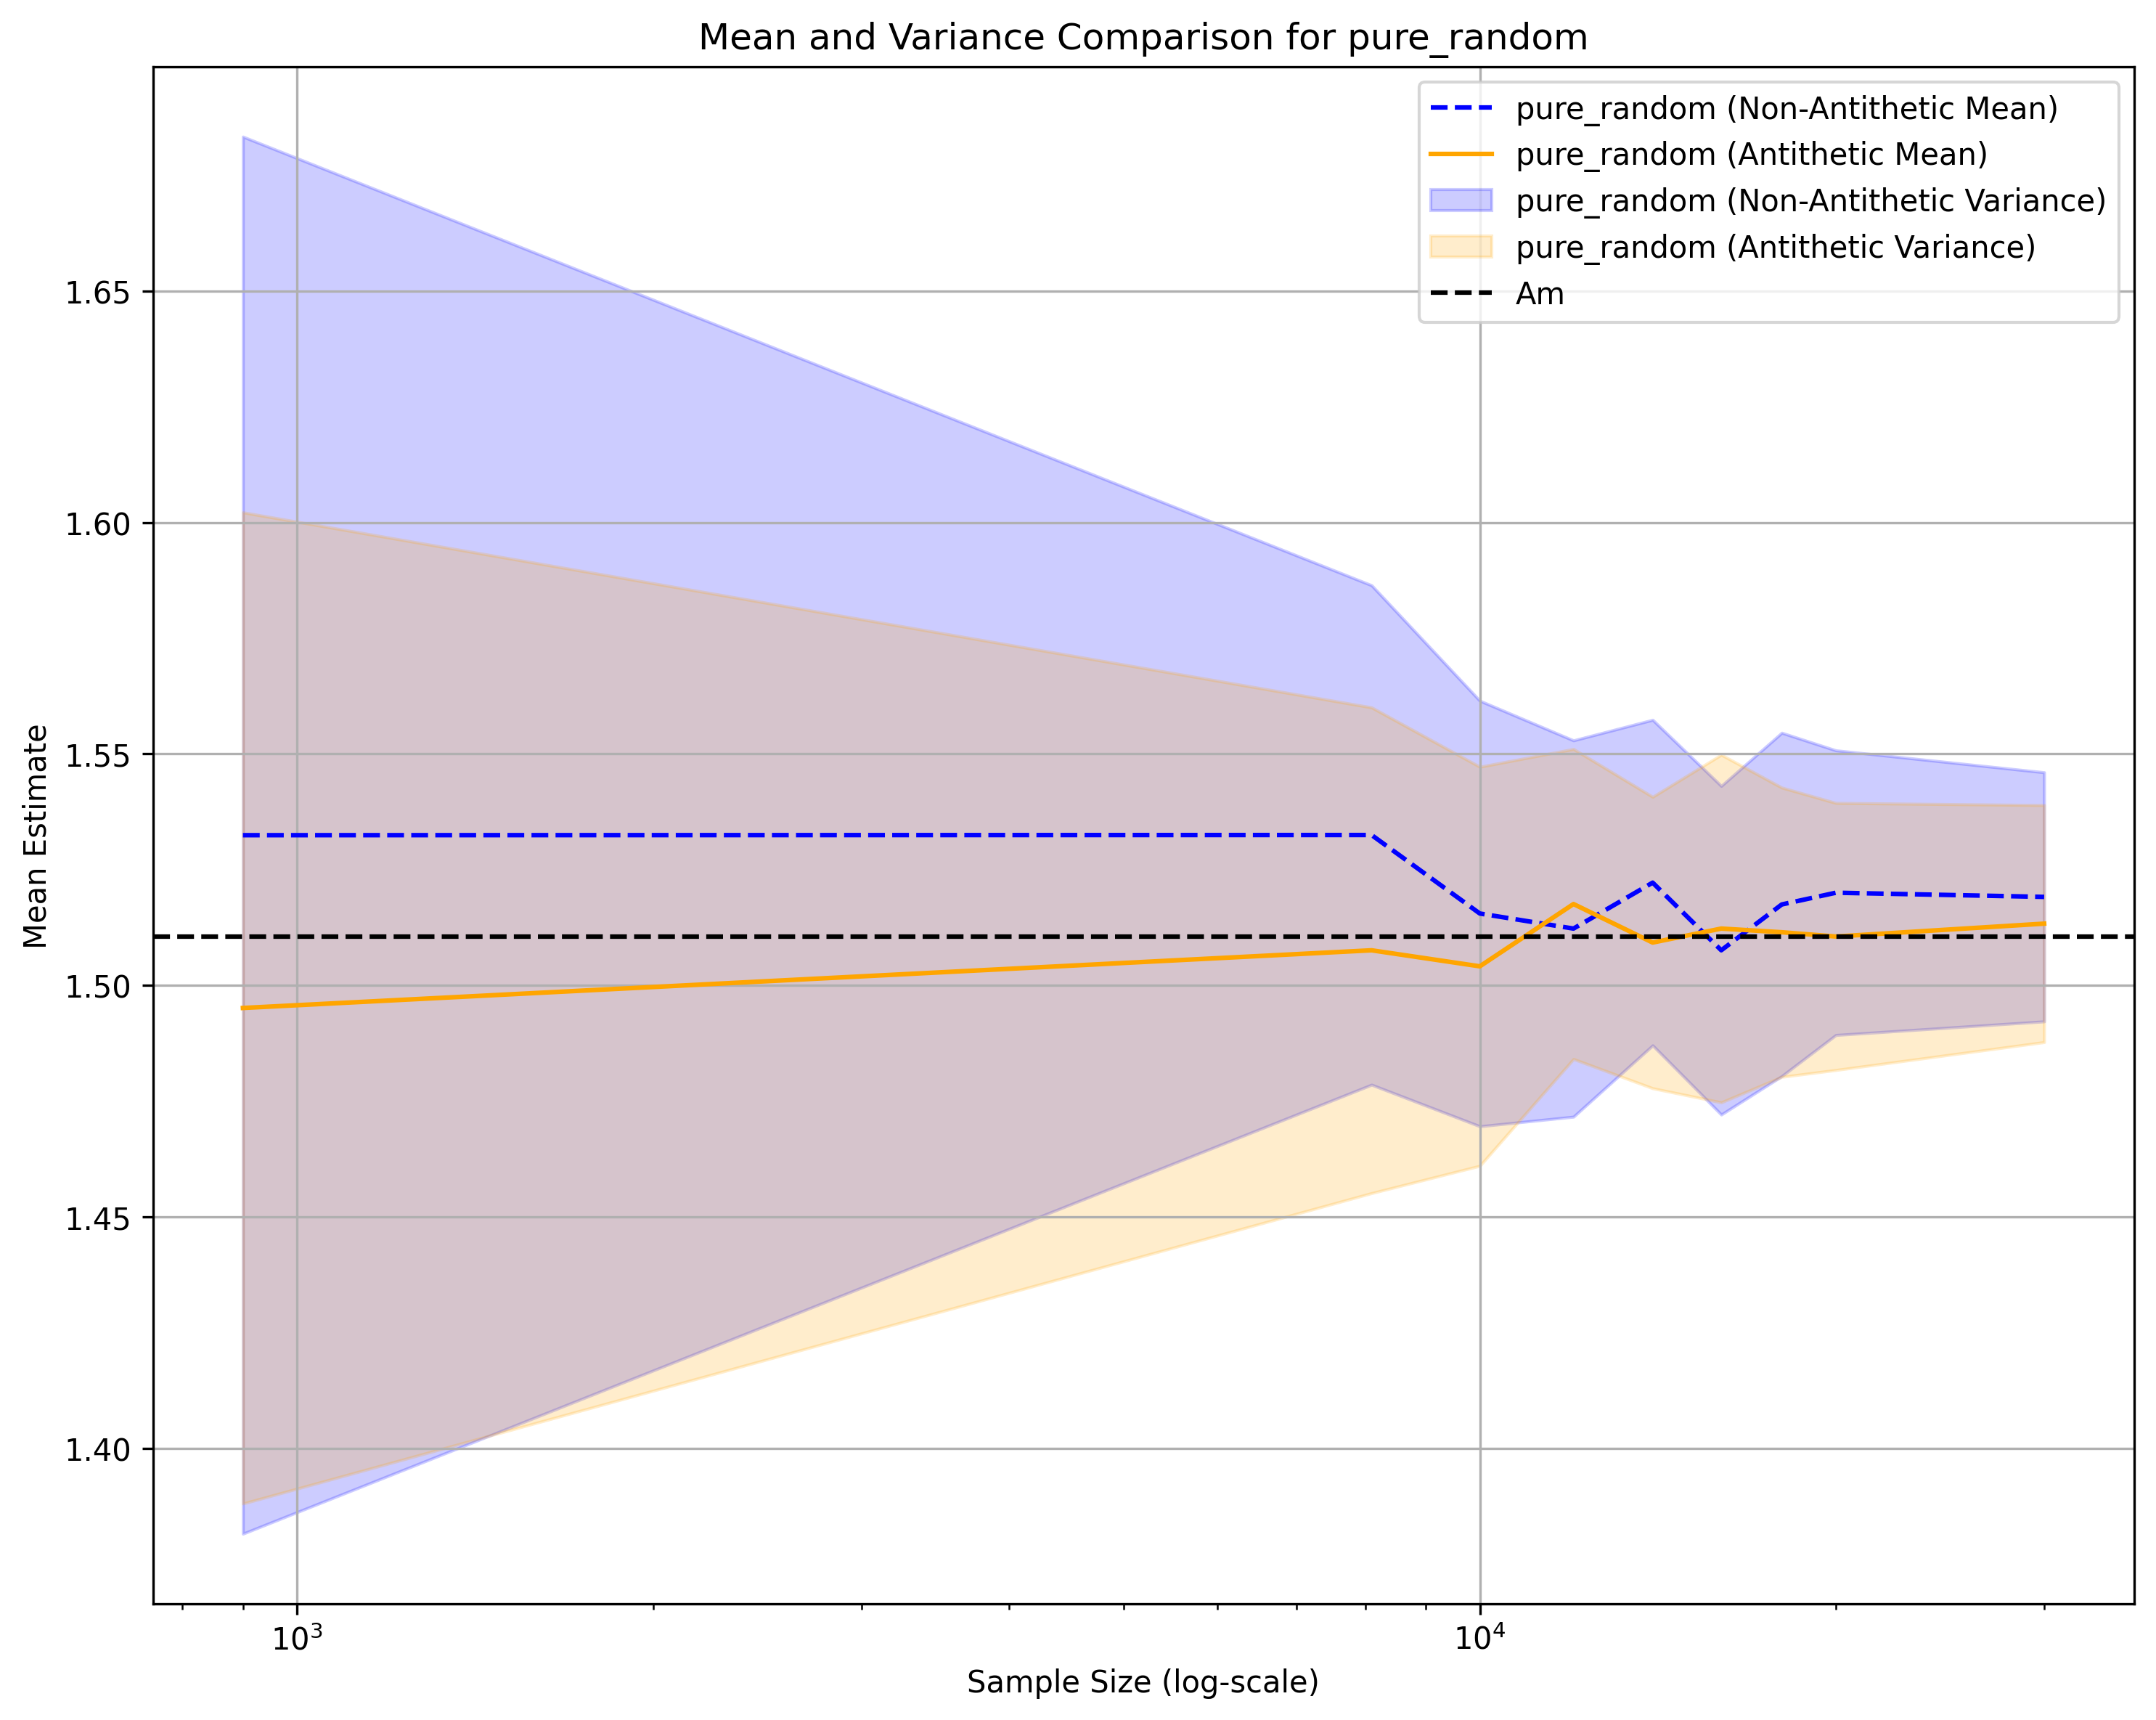 Mean and Variance Comparison for pure_random
pure_random (Non-Antithetic Mean)
pure_random (Antithetic Mean)
pure_random (Non-Antithetic Variance)
pure_random (Antithetic Variance)
Am
Mean Estimate
1.65
1.60
1.55
1.50
1.45
1.40
10³
10⁴
Sample Size (log-scale)